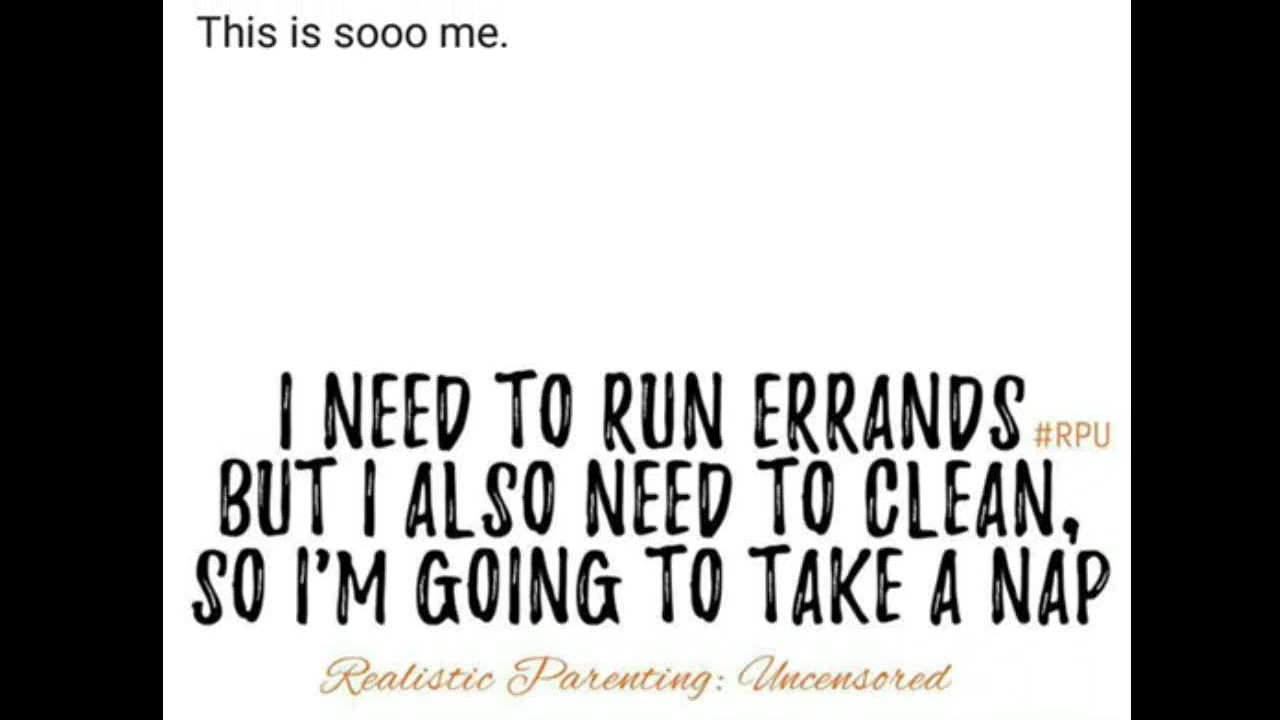 This is sooo me.
I NEED TO RUN ERRANDS #RPU
BUT I ALSO NEED TO CLEAN,
SO I'M GOING TO TAKE A NAP
Realistic Parenting: Uncensored